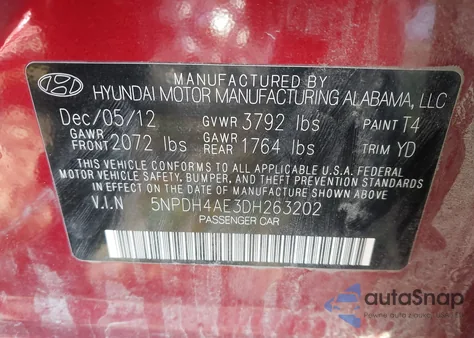 MANUFACTURED BY
HYUNDAI MOTOR MANUFACTURING ALABAMA, LLC
Dec/05/12 GVWR 3792 lbs PAINT T4
GAWR FRONT 2072 lbs GAWR REAR 1764 lbs TRIM YD
THIS VEHICLE CONFORMS TO ALL APPLICABLE U.S.A. FEDERAL
MOTOR VEHICLE SAFETY, BUMPER, AND THEFT PREVENTION STANDARDS
IN EFFECT ON THE DATE OF MANUFACTURE SHOWN ABOVE
V.I.N 5NPDH4AE3DH263202
PASSENGER CAR
autoSnap